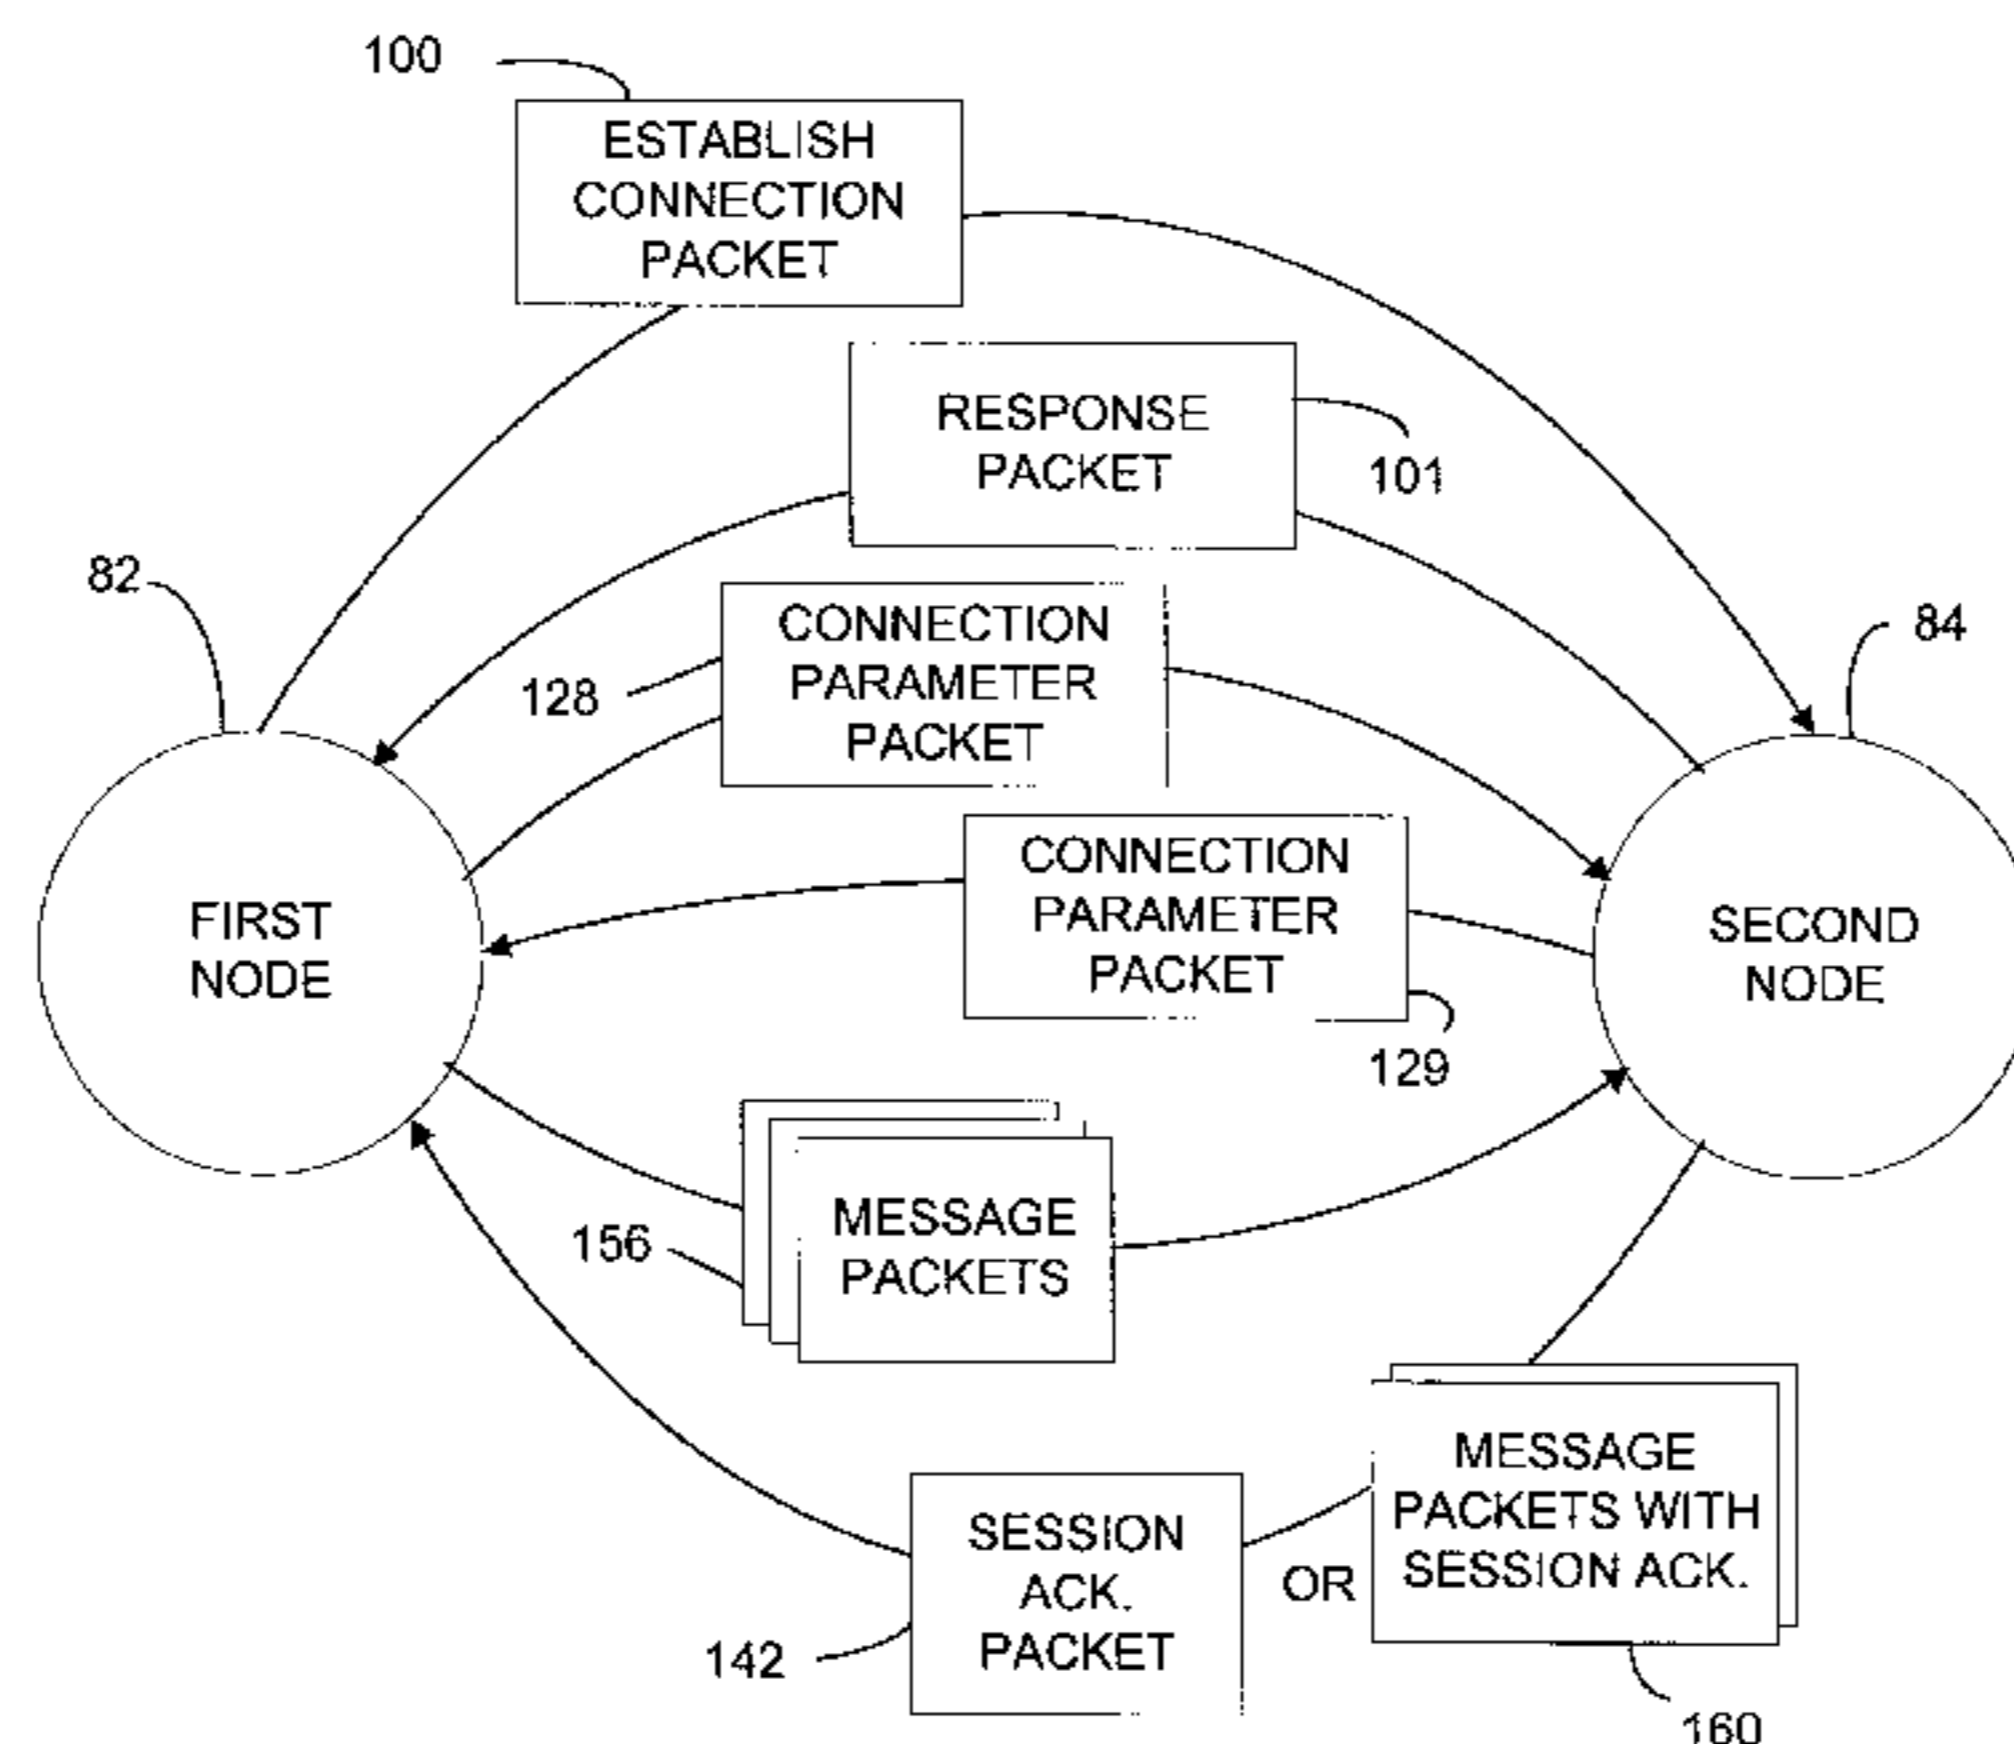 100
ESTABLISH
CONNECTION
PACKET
RESPONSE
PACKET
101
82
CONNECTION
PARAMETER
PACKET
128
84
CONNECTION
PARAMETER
PACKET
129
FIRST
NODE
SECOND
NODE
MESSAGE
PACKETS
156
MESSAGE
PACKETS WITH
SESSION ACK.
OR
SESSION
ACK.
PACKET
142
160